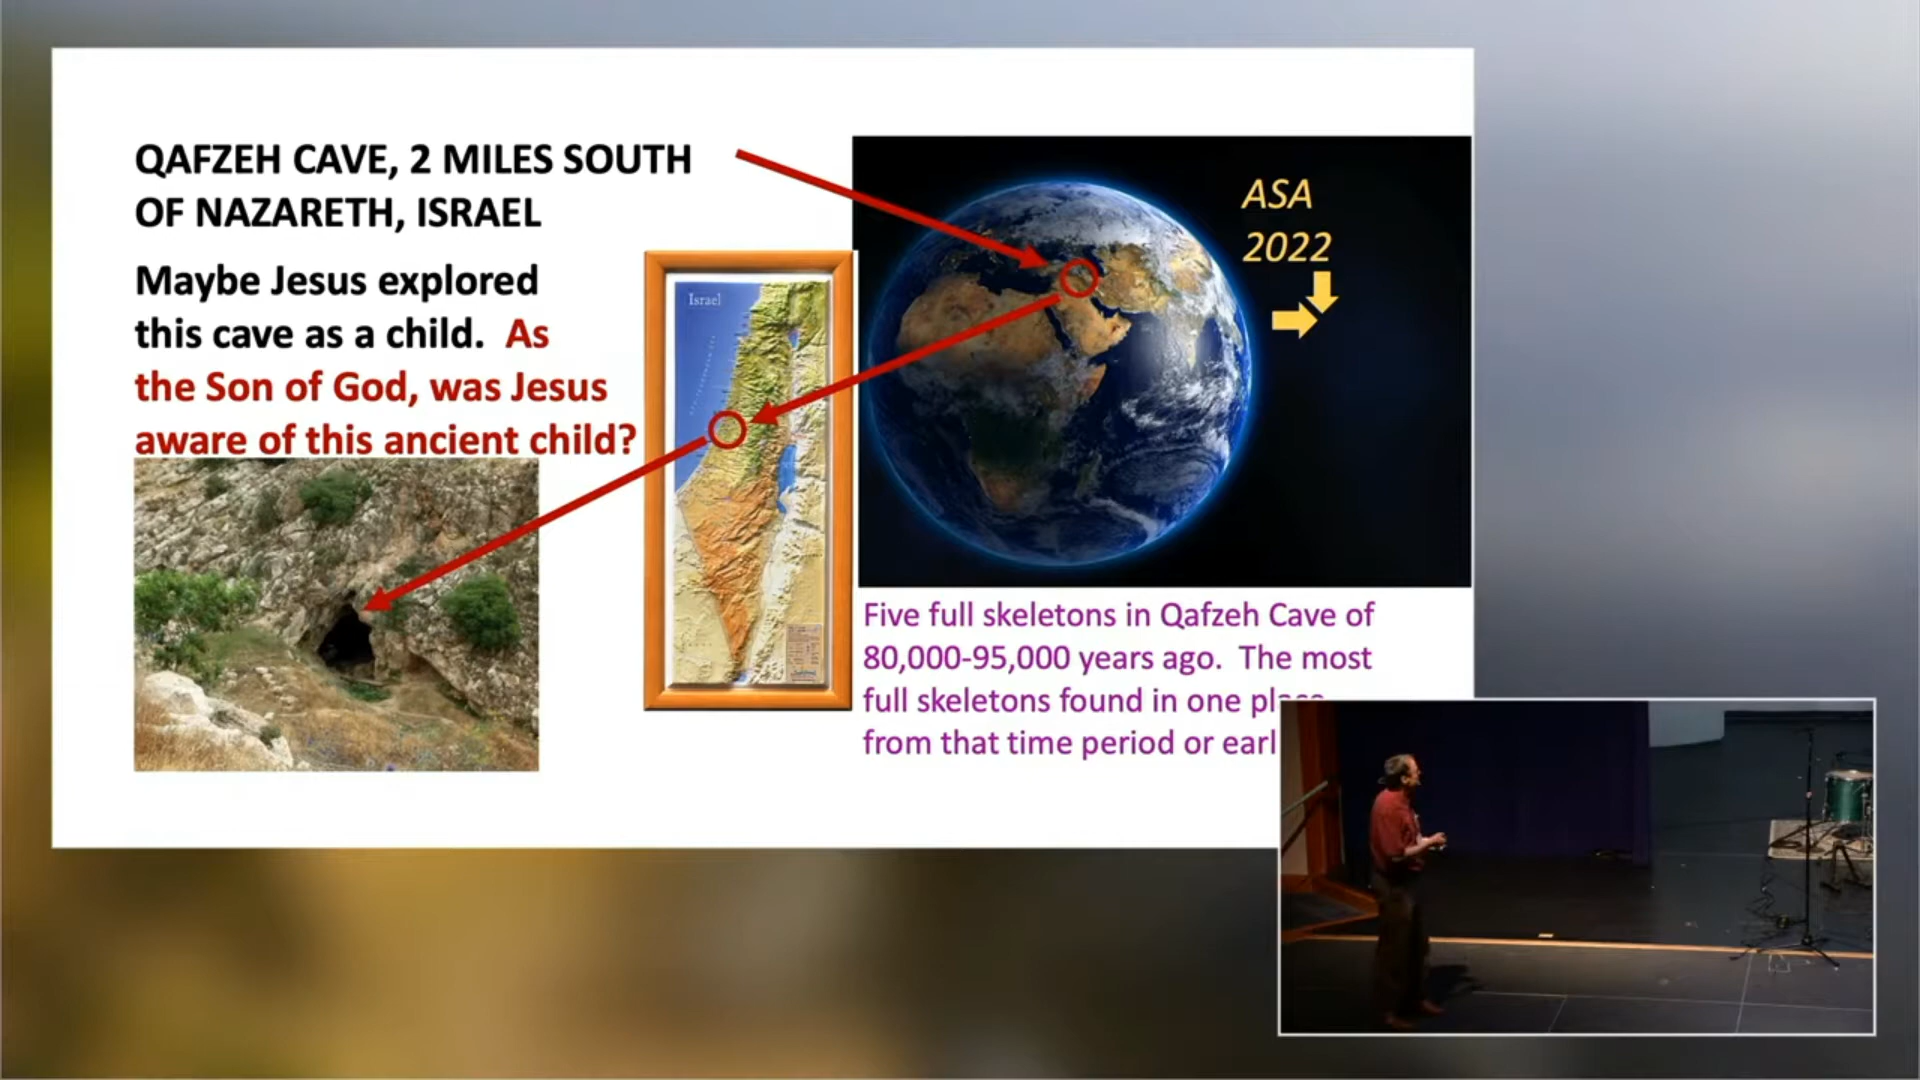 QAFZEH CAVE, 2 MILES SOUTH
OF NAZARETH, ISRAEL
Maybe Jesus explored
this cave as a child. As
the Son of God, was Jesus
aware of this ancient child?
Israel
ASA
2022
Five full skeletons in Qafzeh Cave of
80,000-95,000 years ago. The most
full skeletons found in one place
from that time period or earl